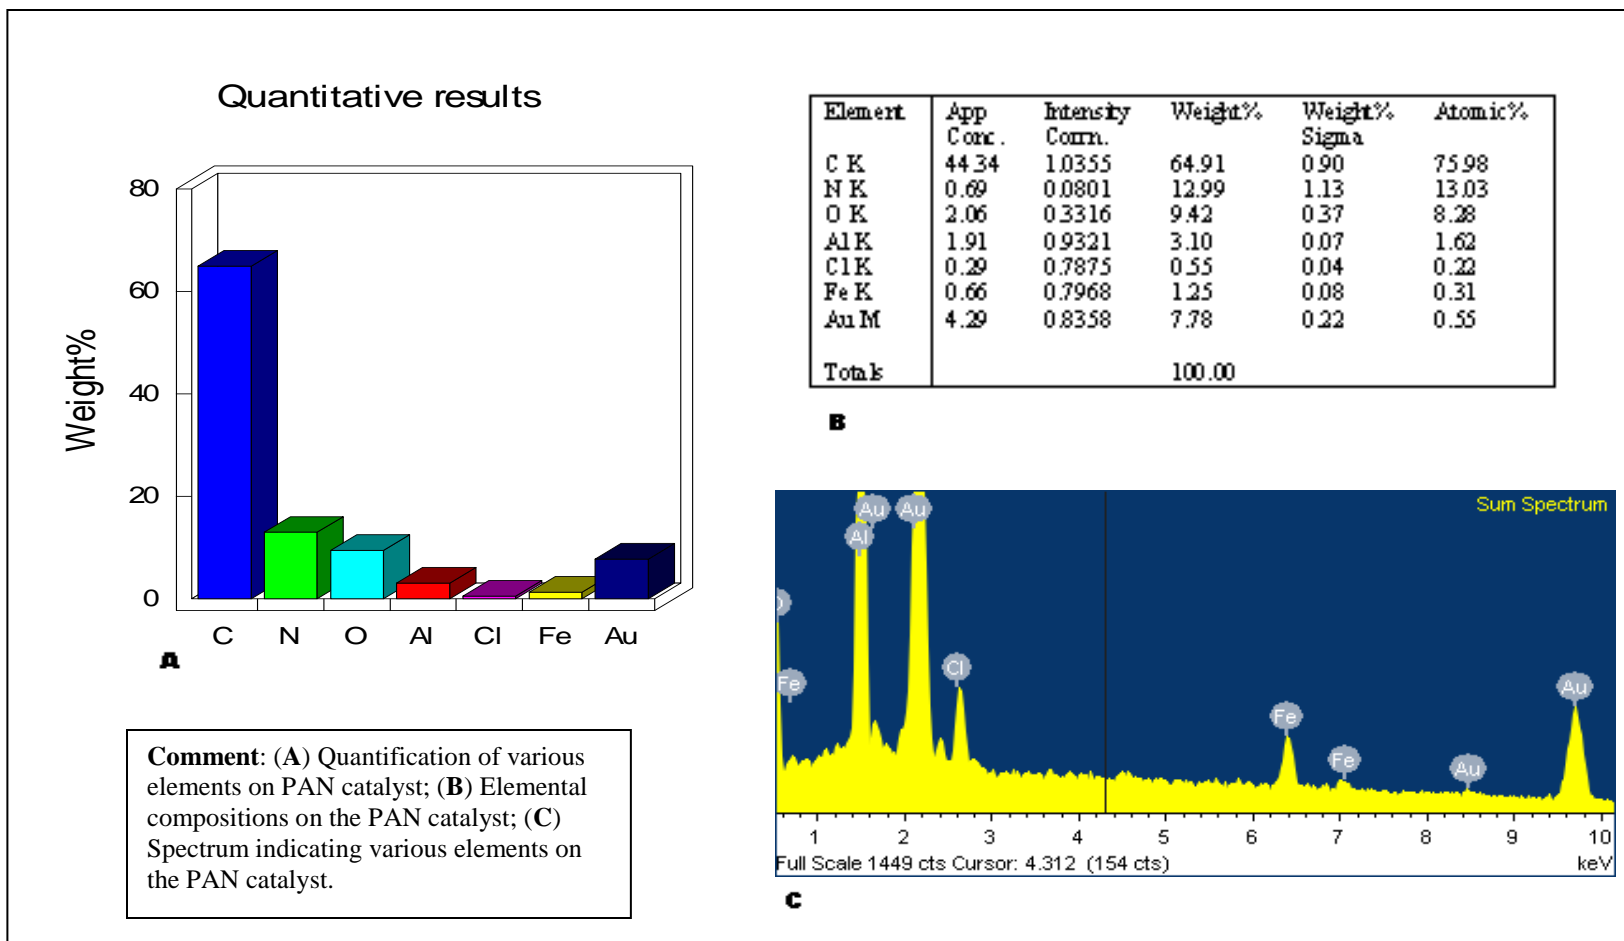 Quantitative results
Weight%
80
60
40
20
0
C N O Al Cl Fe Au
A
Comment: (A) Quantification of various
elements on PAN catalyst; (B) Elemental
compositions on the PAN catalyst; (C)
Spectrum indicating various elements on
the PAN catalyst.
Element App Intensity Weight% Weight% Atomic%
Conc. Corrn. Sigma
C K 44.34 1.0355 64.91 0.90 75.98
N K 0.69 0.0801 12.99 1.13 13.03
O K 2.06 0.3316 9.42 0.37 8.28
Al K 1.91 0.9321 3.10 0.07 1.62
Cl K 0.29 0.7875 0.55 0.04 0.22
Fe K 0.66 0.7968 1.25 0.08 0.31
Au M 4.29 0.8358 7.78 0.22 0.55
Totals 100.00
B
Sum Spectrum
Au Au
Al
O
Cl
Fe
Au
Fe
Fe
Au
1 2 3 4 5 6 7 8 9 10
Full Scale 1449 cts Cursor: 4.312 (154 cts) keV
C